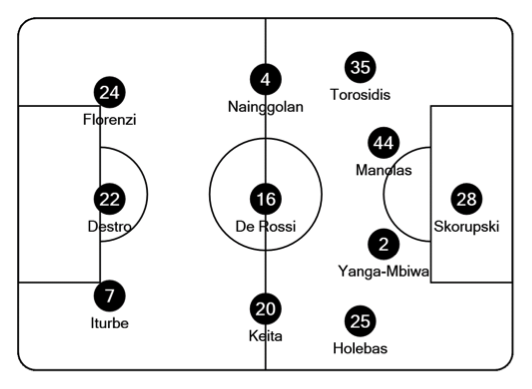 24
Florenzi
22
Destro
7
Iturbe
4
Nainggolan
16
De Rossi
20
Keita
35
Torosidis
44
Manolas
2
Yanga-Mbiwa
25
Holebas
28
Skorupski